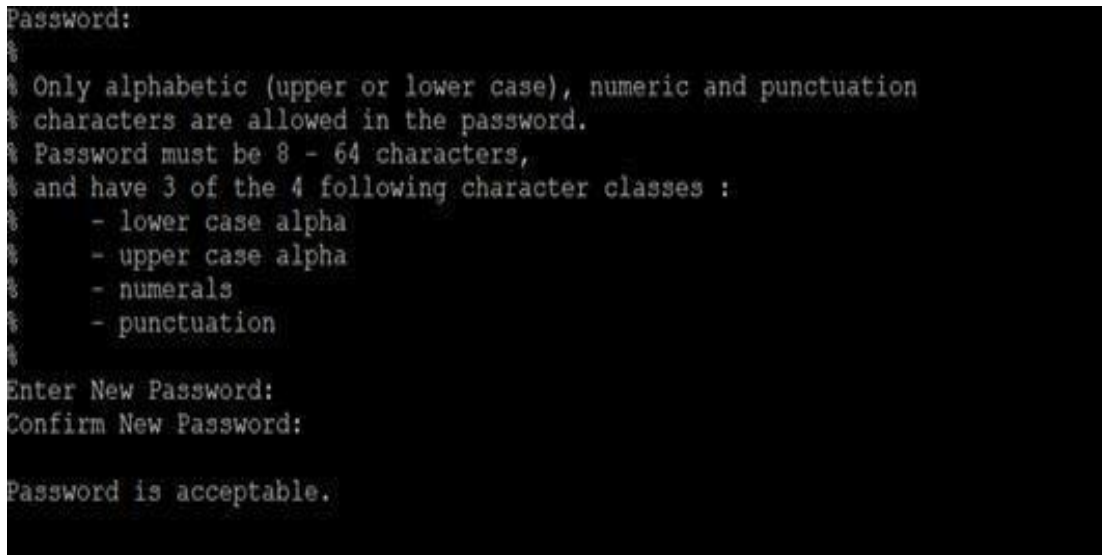 Password:
%
% Only alphabetic (upper or lower case), numeric and punctuation
% characters are allowed in the password.
% Password must be 8 - 64 characters,
% and have 3 of the 4 following character classes :
%     - lower case alpha
%     - upper case alpha
%     - numerals
%     - punctuation
%
Enter New Password:
Confirm New Password:
Password is acceptable.